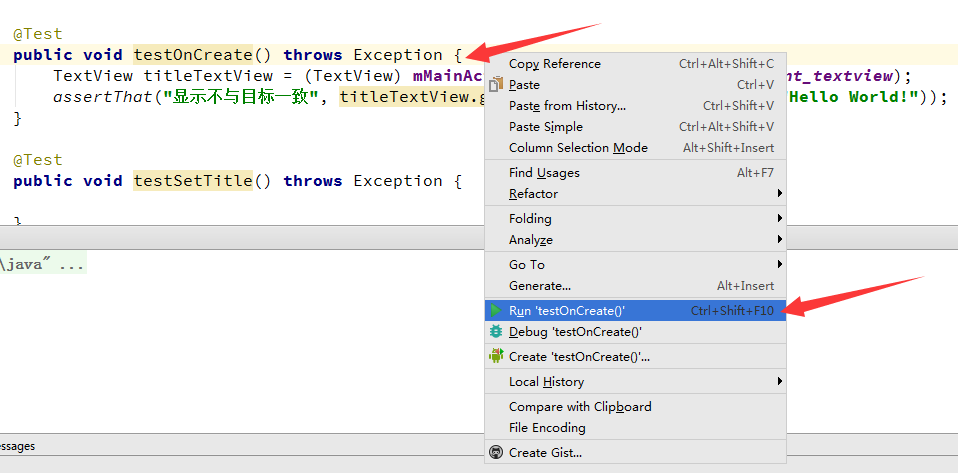 @Test
public void testOnCreate() throws Exception {
TextView titleTextView = (TextView) mMainAc nt_textview);
assertThat("显示不与目标一致", titleTextView.g "Hello World!"));
}
@Test
public void testSetTitle() throws Exception {
}
\java" ...
Copy Reference Ctrl+Alt+Shift+C
Paste Ctrl+V
Paste from History... Ctrl+Shift+V
Paste Simple Ctrl+Alt+Shift+V
Column Selection Mode Alt+Shift+Insert
Find Usages Alt+F7
Refactor
Folding
Analyze
Go To
Generate... Alt+Insert
Run 'testOnCreate()' Ctrl+Shift+F10
Debug 'testOnCreate()'
Create 'testOnCreate()'...
Local History
Compare with Clipboard
File Encoding
Create Gist...
essages